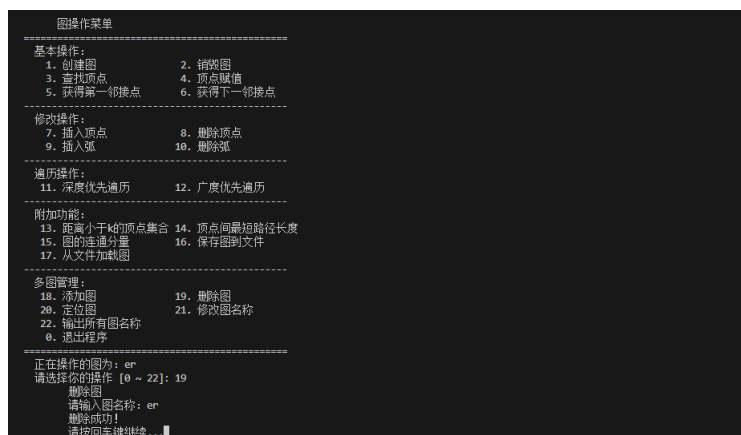 图操作菜单
==============================================
基本操作:
1. 创建图 2. 销毁图
3. 查找顶点 4. 顶点赋值
5. 获得第一邻接点 6. 获得下一邻接点
----------------------------------------------
修改操作:
7. 插入顶点 8. 删除顶点
9. 插入弧 10. 删除弧
----------------------------------------------
遍历操作:
11. 深度优先遍历 12. 广度优先遍历
----------------------------------------------
附加功能:
13. 距离小于k的顶点集合 14. 顶点间最短路径长度
15. 图的连通分量 16. 保存图到文件
17. 从文件加载图
----------------------------------------------
多图管理:
18. 添加图 19. 删除图
20. 定位图 21. 修改图名称
22. 输出所有图名称
0. 退出程序
==============================================
正在操作的图为: er
请选择你的操作 [0 ~ 22]: 19
删除图
请输入图名称: er
删除成功!
请按回车键继续...